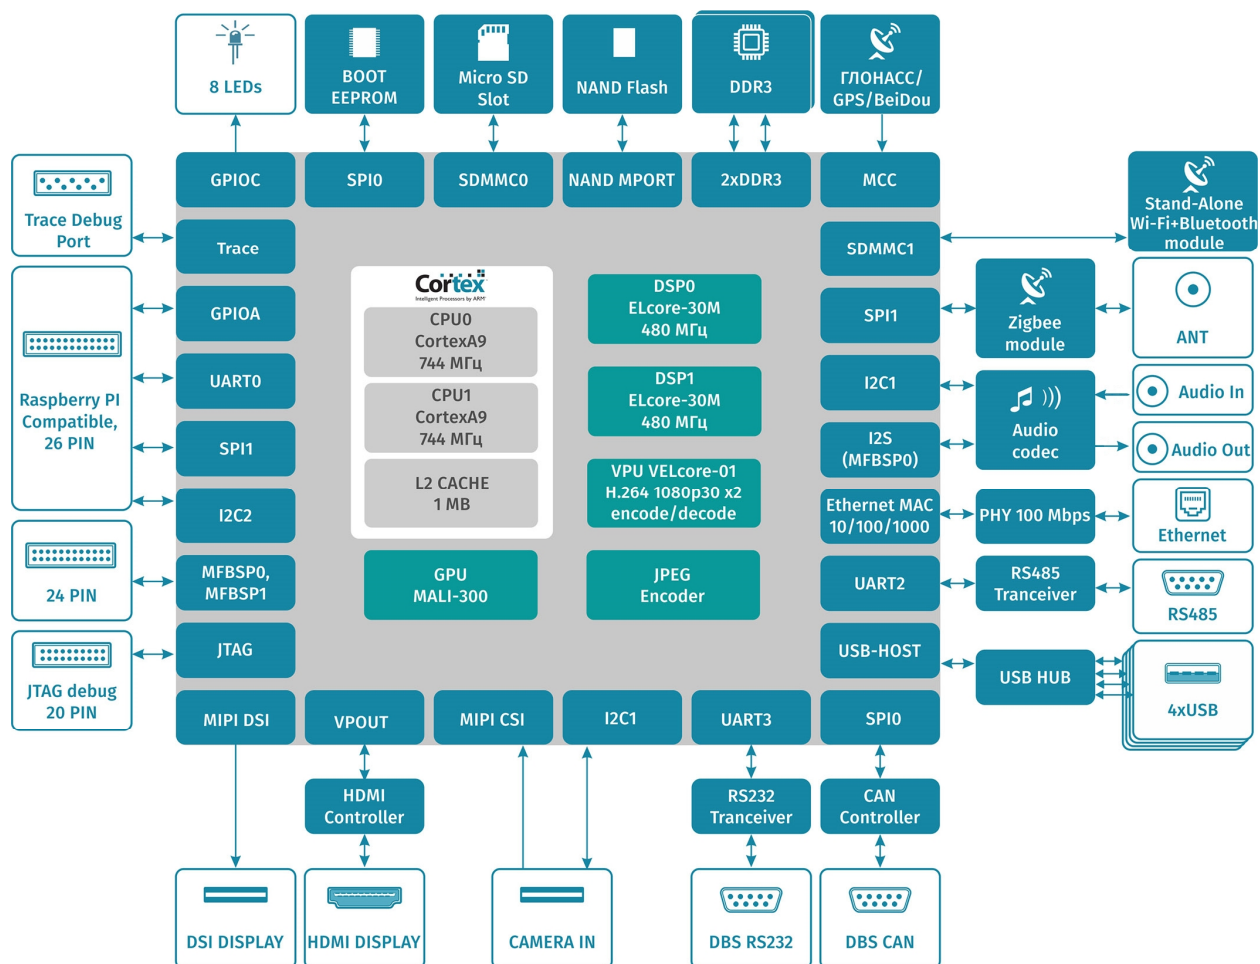 8 LEDs
BOOT
EEPROM
Micro SD
Slot
NAND Flash
DDR3
ГЛОНАСС/
GPS/BeiDou
GPIOC
SPI0
SDMMC0
NAND MPORT
2xDDR3
MCC
Trace Debug
Port
Trace
SDMMC1
Stand-Alone
Wi-Fi+Bluetooth
module
Raspberry PI
Compatible,
26 PIN
GPIOA
UART0
SPI1
I2C2
24 PIN
MFBSP0,
MFBSP1
JTAG debug
20 PIN
JTAG
Cortex
Intelligent Processors by ARM®
CPU0
CortexA9
744 МГц
CPU1
CortexA9
744 МГц
L2 CACHE
1 MB
GPU
MALI-300
DSP0
ELcore-30M
480 МГц
DSP1
ELcore-30M
480 МГц
VPU VELcore-01
H.264 1080p30 x2
encode/decode
JPEG
Encoder
SPI1
Zigbee
module
ANT
I2C1
I2S
(MFBSP0)
Audio
codec
Audio In
Audio Out
Ethernet MAC
10/100/1000
PHY 100 Mbps
Ethernet
UART2
RS485
Tranceiver
RS485
USB-HOST
USB HUB
4xUSB
MIPI DSI
VPOUT
MIPI CSI
I2C1
UART3
SPI0
HDMI
Controller
RS232
Tranceiver
CAN
Controller
DSI DISPLAY
HDMI DISPLAY
CAMERA IN
DBS RS232
DBS CAN